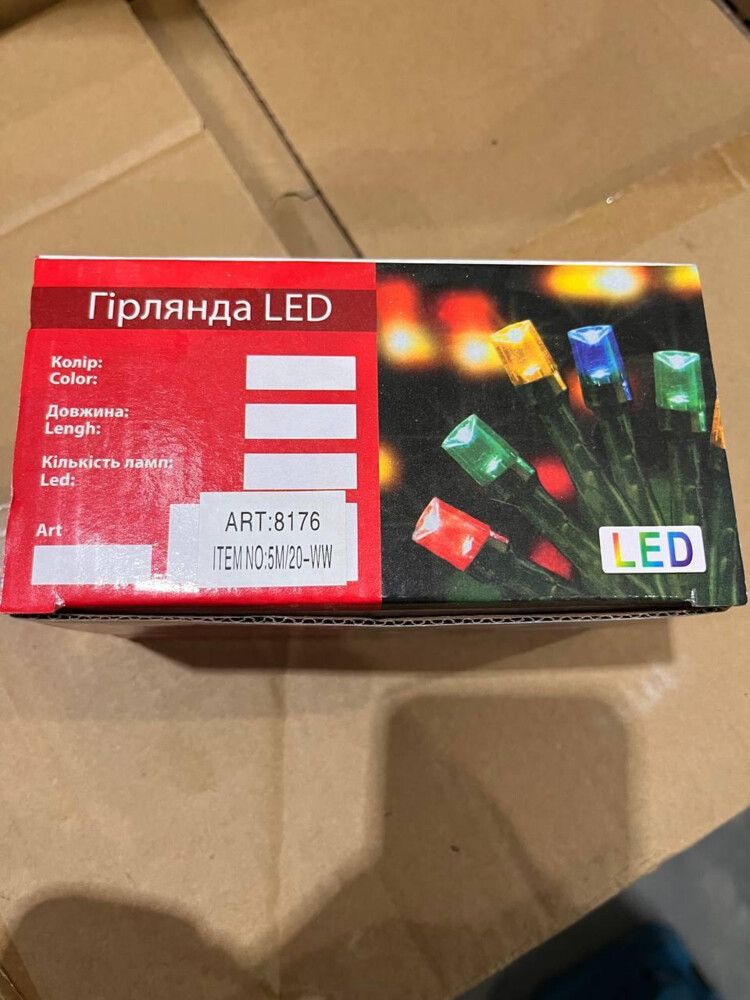 Гірлянда LED
Колір:
Color:
Довжина:
Lengh:
Кількість ламп:
Led:
Art
ART:8176
ITEM NO:5M/20-WW
LED